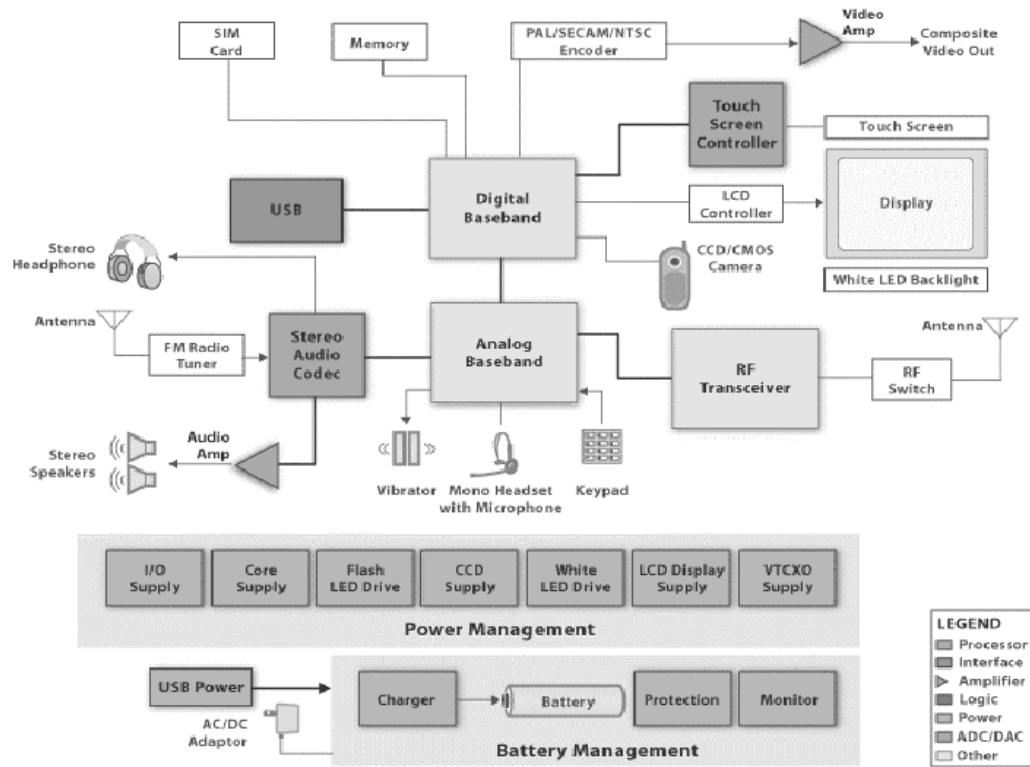 SIM
Card
Memory
PAL/SECAM/NTSC
Encoder
Video
Amp
Composite
Video Out
Touch
Screen
Controller
Touch Screen
USB
Digital
Baseband
LCD
Controller
Display
Stereo
Headphone
CCD/CMOS
Camera
White LED Backlight
Antenna
FM Radio
Tuner
Stereo
Audio
Codec
Analog
Baseband
RF
Transceiver
RF
Switch
Antenna
Stereo
Speakers
Audio
Amp
Vibrator
Mono Headset
with Microphone
Keypad
I/O
Supply
Core
Supply
Flash
LED Drive
CCD
Supply
White
LED Drive
LCD Display
Supply
VTCXO
Supply
Power Management
USB Power
AC/DC
Adaptor
Charger
Battery
Protection
Monitor
Battery Management
LEGEND
Processor
Interface
Amplifier
Logic
Power
ADC/DAC
Other